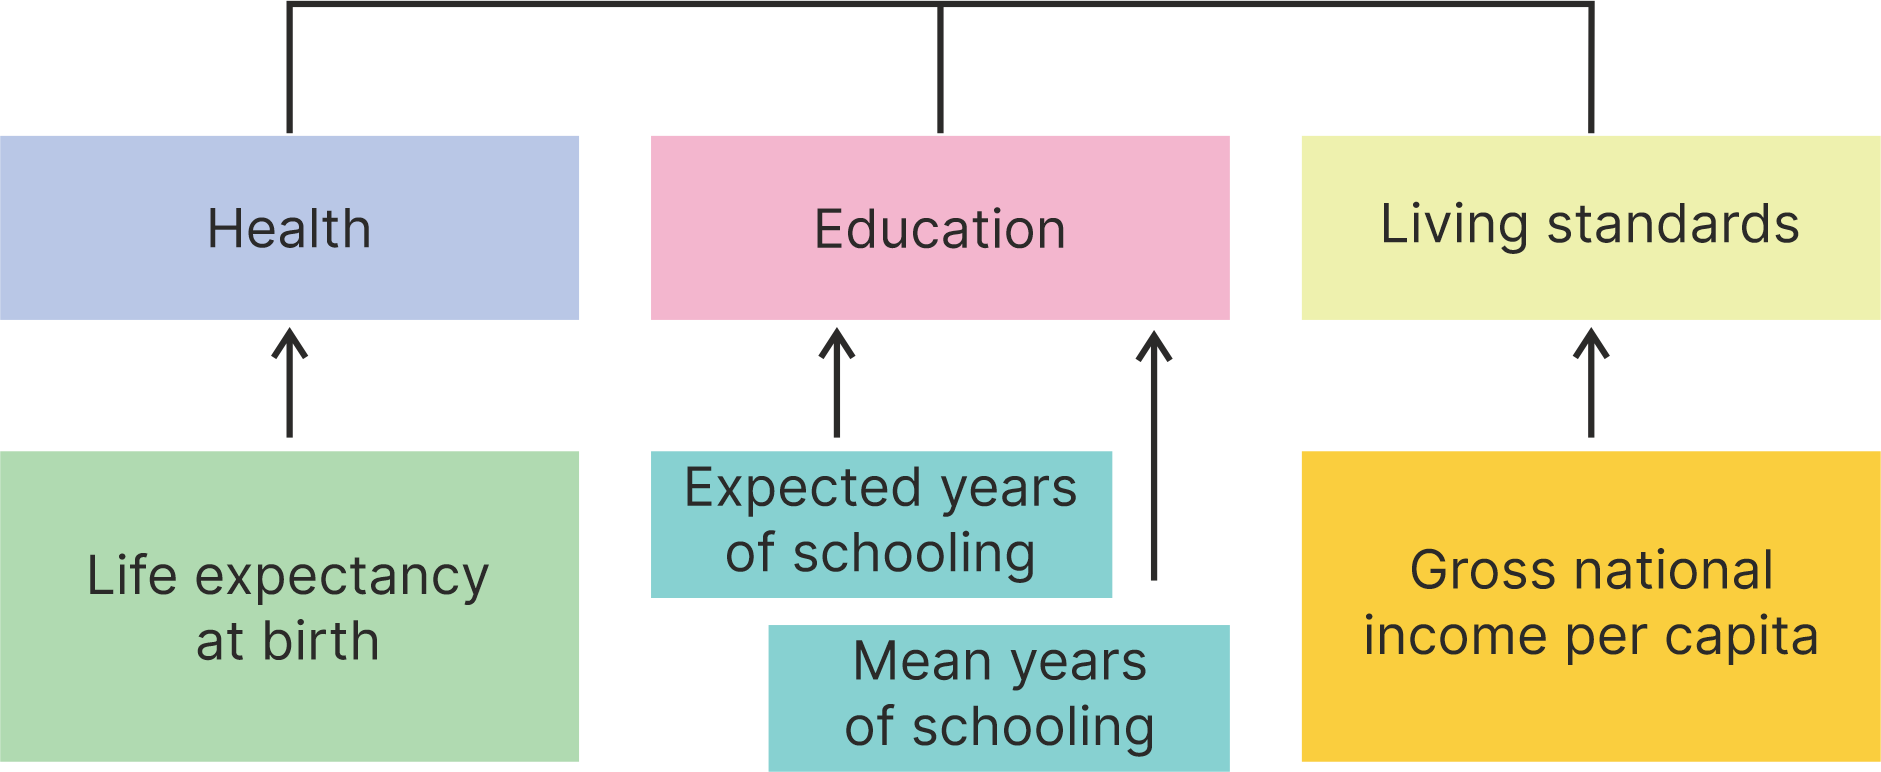 Health
Education
Living standards
Life expectancy
at birth
Expected years
of schooling
Mean years
of schooling
Gross national
income per capita